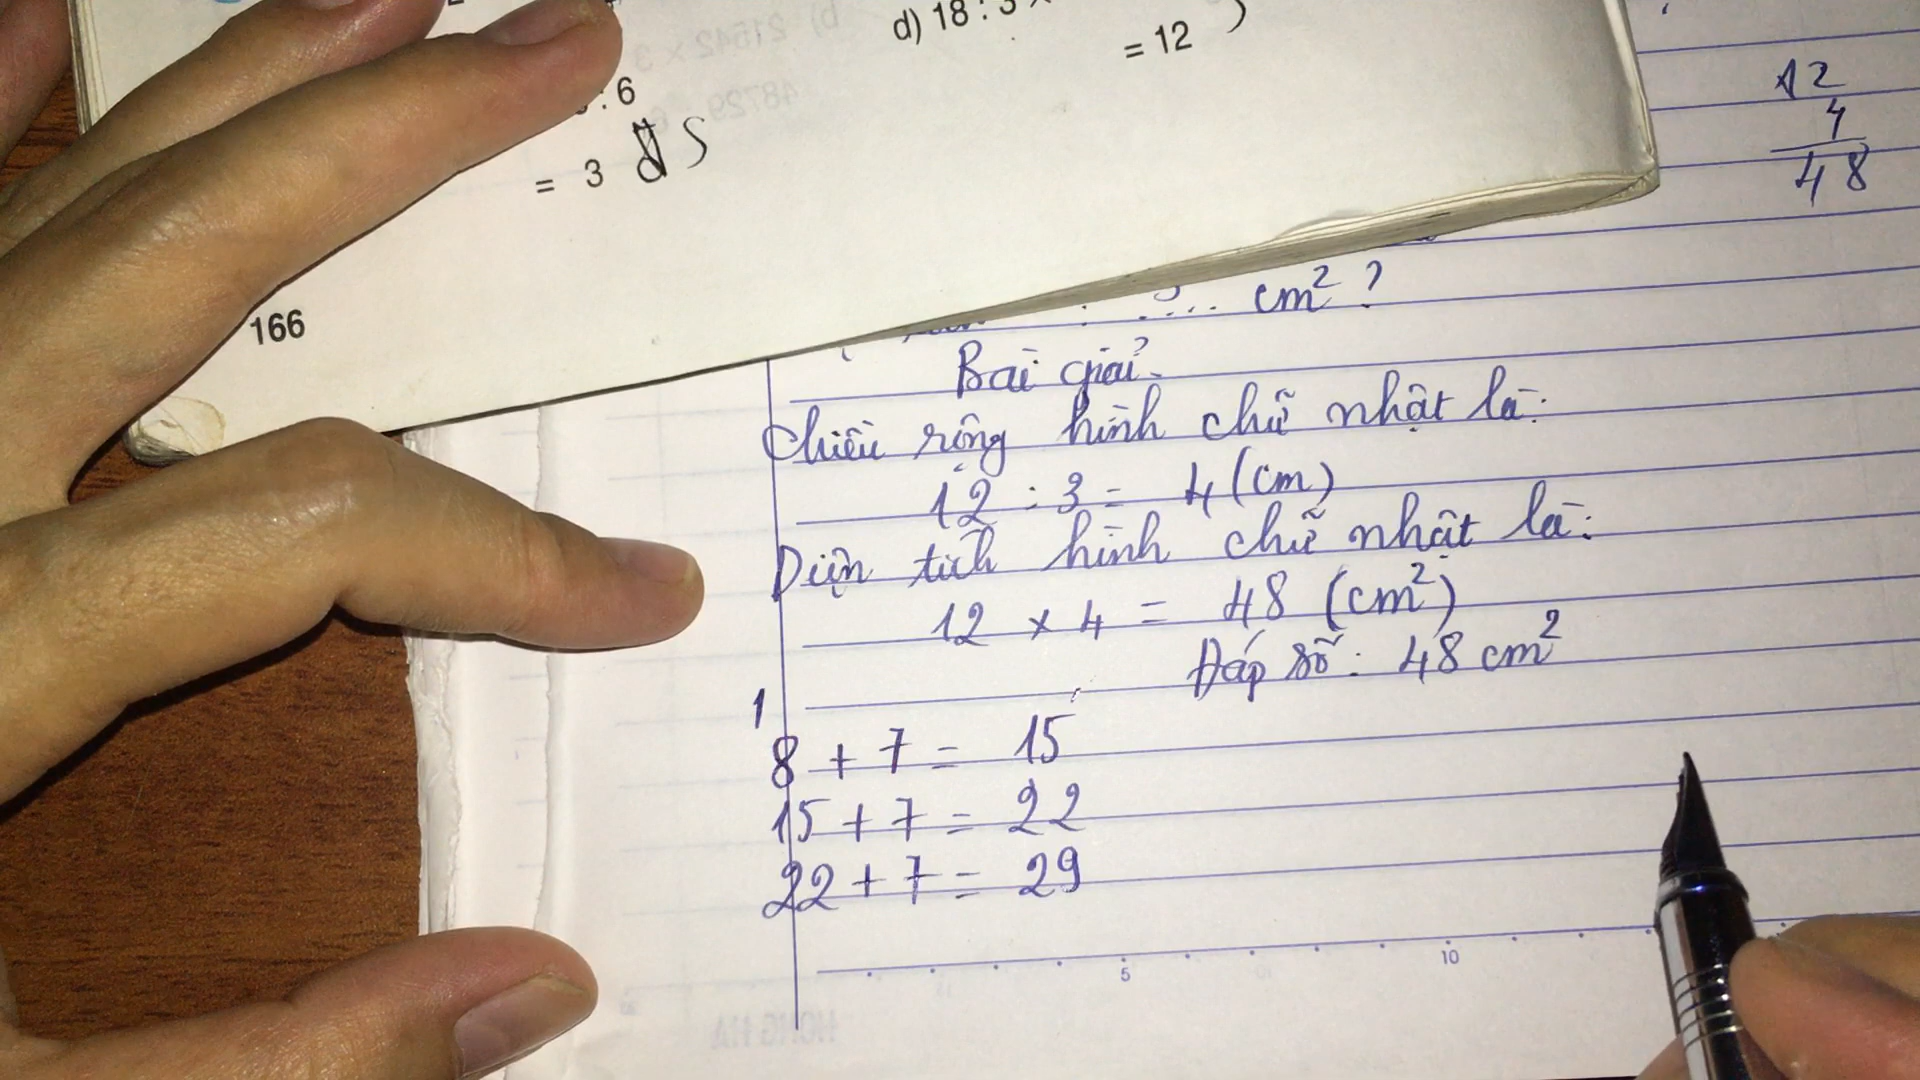 d) 18 : 3 ×
= 12
: 6
= 3 S
166
12
4
48
cm² ?
Bài giải
Chiều rộng hình chữ nhật là:
12 : 3 = 4 (cm)
Diện tích hình chữ nhật là:
12 × 4 = 48 (cm²)
Đáp số: 48 cm²
1
8 + 7 = 15
15 + 7 = 22
22 + 7 = 29
5 10
HONG HA